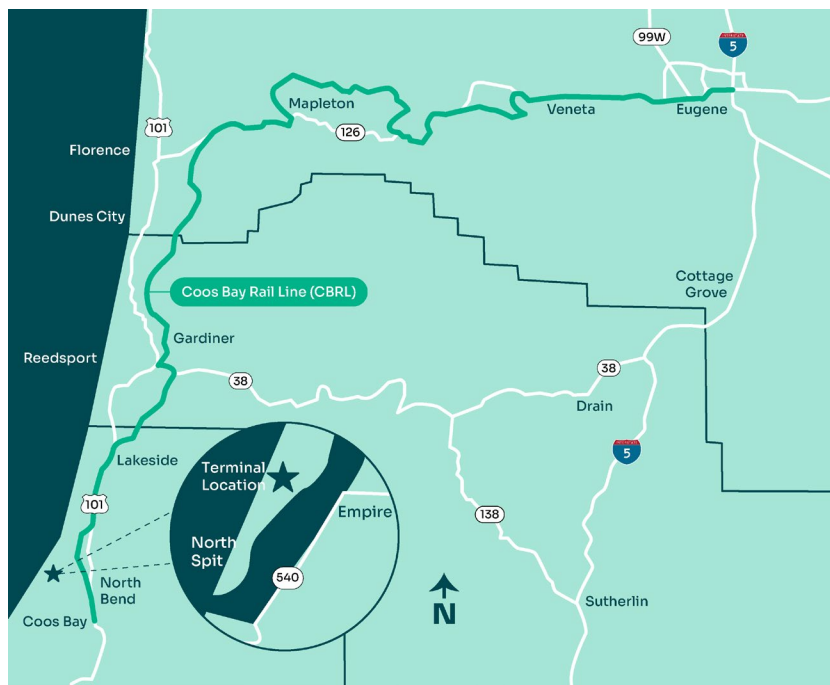 99W
5
Mapleton
Veneta
Eugene
101
126
Florence
Dunes City
Cottage
Grove
Coos Bay Rail Line (CBRL)
Gardiner
Reedsport
38
38
Drain
Lakeside
Terminal
Location
5
101
Empire
138
North
Spit
540
North
Bend
N
Sutherlin
Coos Bay